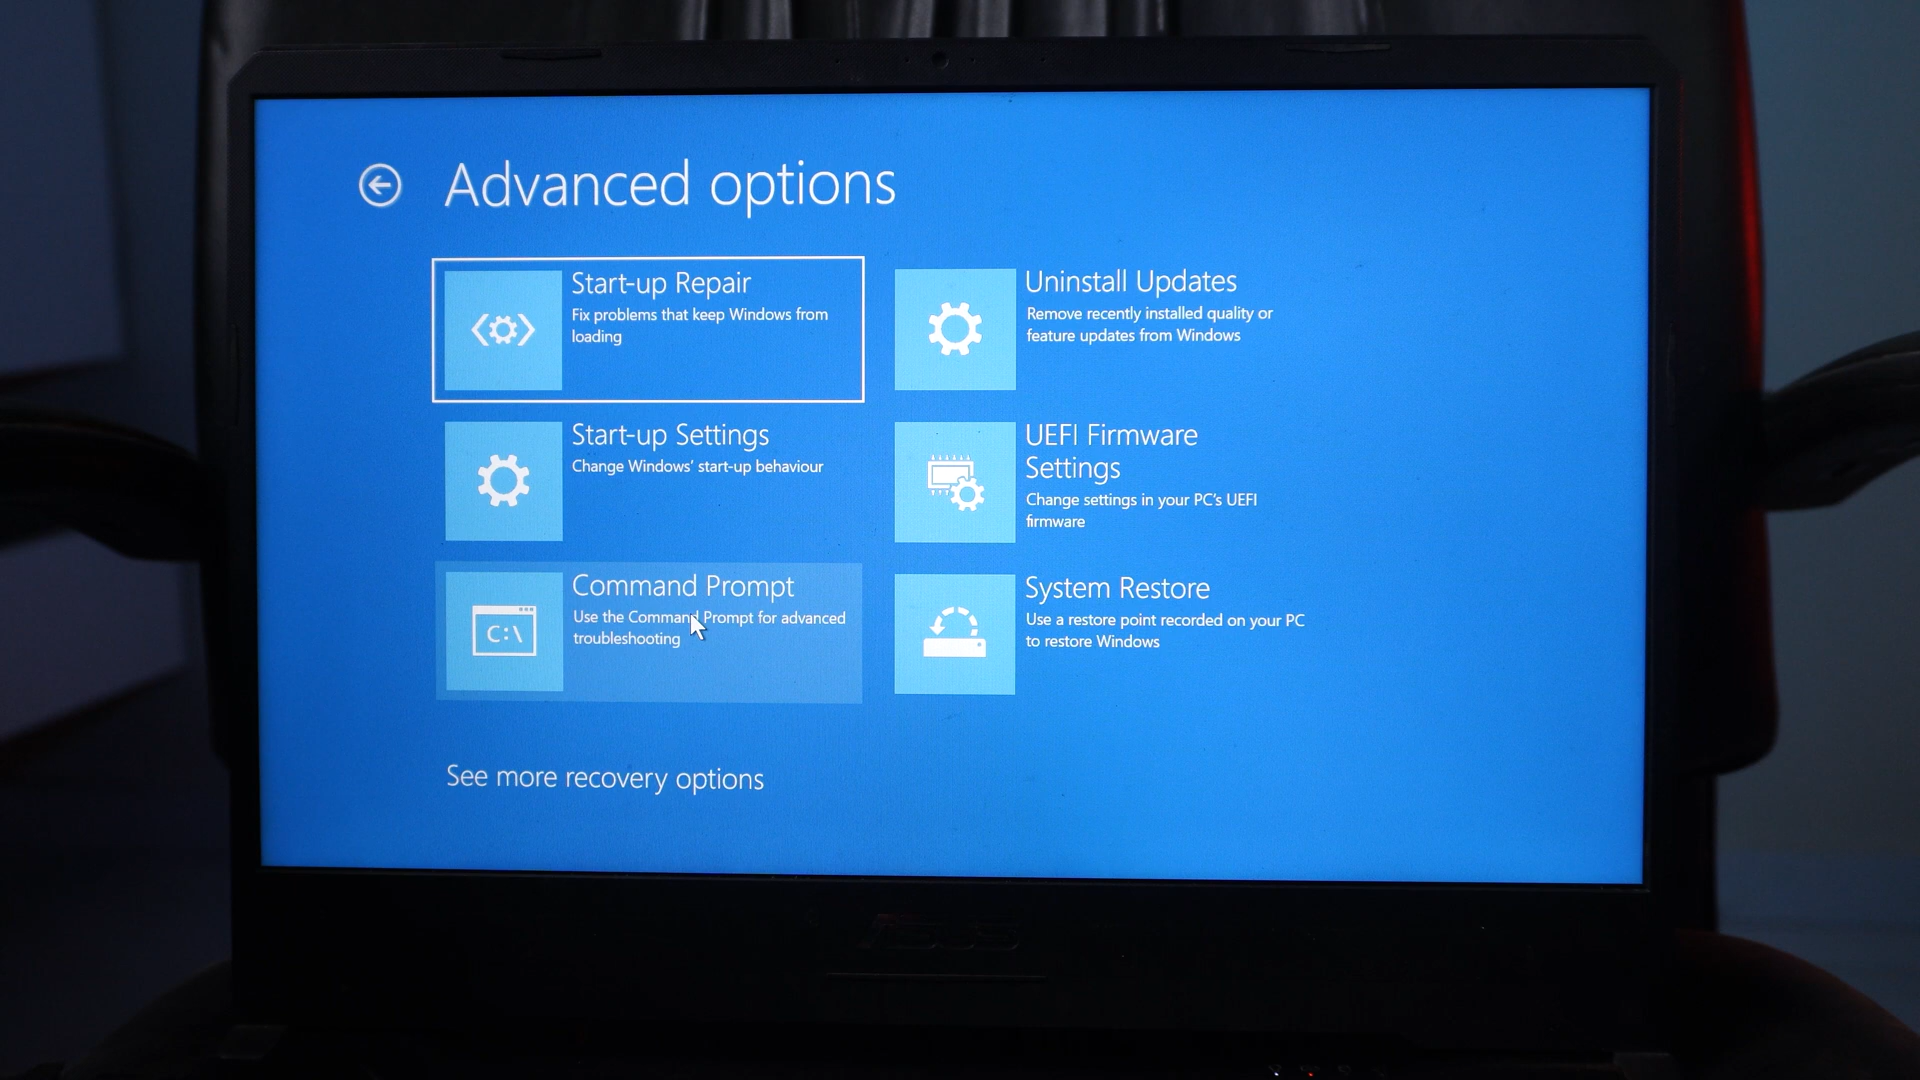 Advanced options
Start-up Repair
Fix problems that keep Windows from
loading
Uninstall Updates
Remove recently installed quality or
feature updates from Windows
Start-up Settings
Change Windows' start-up behaviour
UEFI Firmware
Settings
Change settings in your PC's UEFI
firmware
Command Prompt
Use the Command Prompt for advanced
troubleshooting
C:\
System Restore
Use a restore point recorded on your PC
to restore Windows
See more recovery options
ASUS